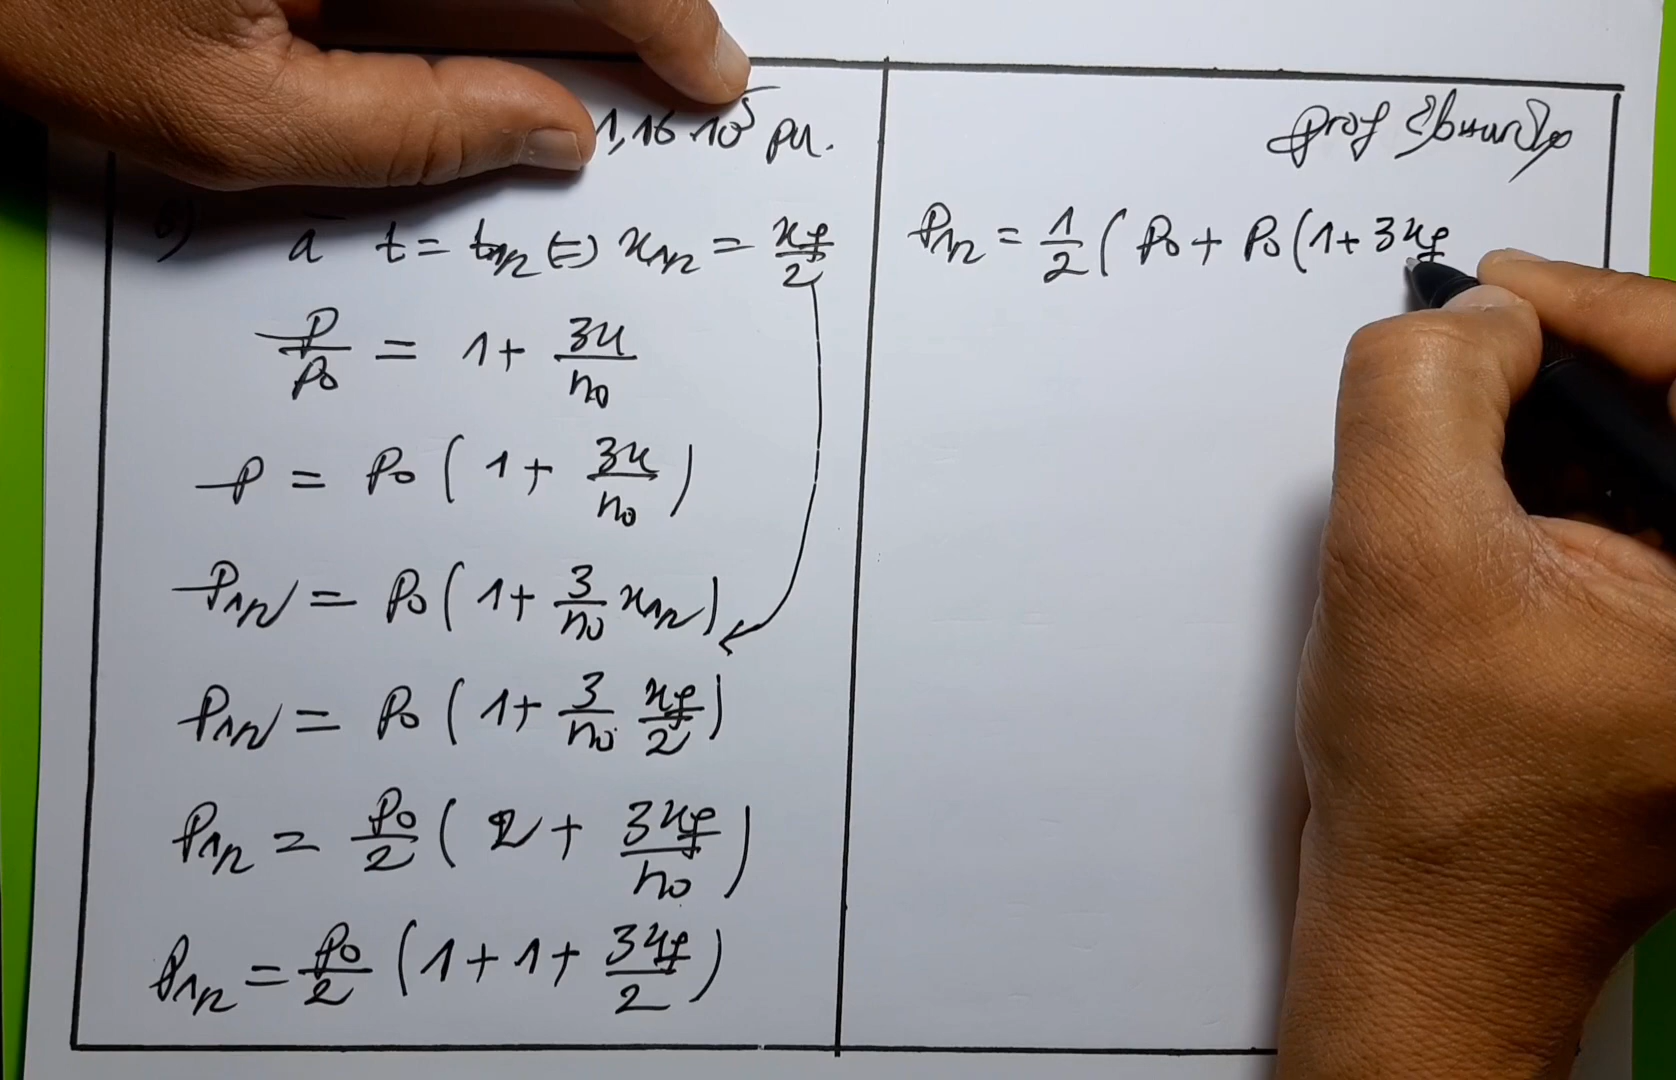 1,16.10⁵ pa.
à t = t1/2 (=) x1/2 = xf/2
P/P0 = 1 + 3x/n0
P = P0 ( 1 + 3x/n0 )
P1/2 = P0 ( 1 + 3/n0 x1/2 )
P1/2 = P0 ( 1 + 3/n0 xf/2 )
P1/2 = P0/2 ( 2 + 3xf/n0 )
P1/2 = P0/2 ( 1 + 1 + 3xf/2 )
prof
P1/2 = 1/2 ( P0 + P0 ( 1 + 3xf